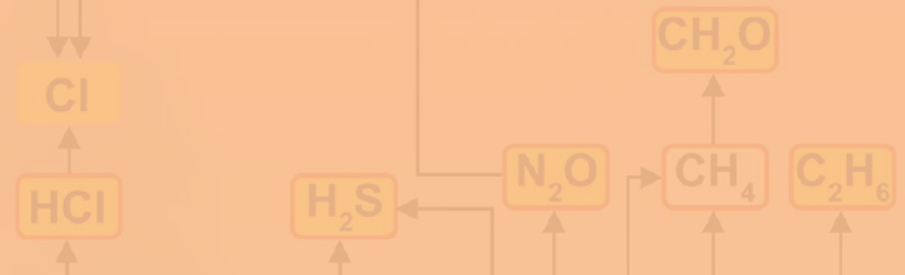 CH₂O
Cl
N₂O
CH₄
C₂H₆
HCl
H₂S